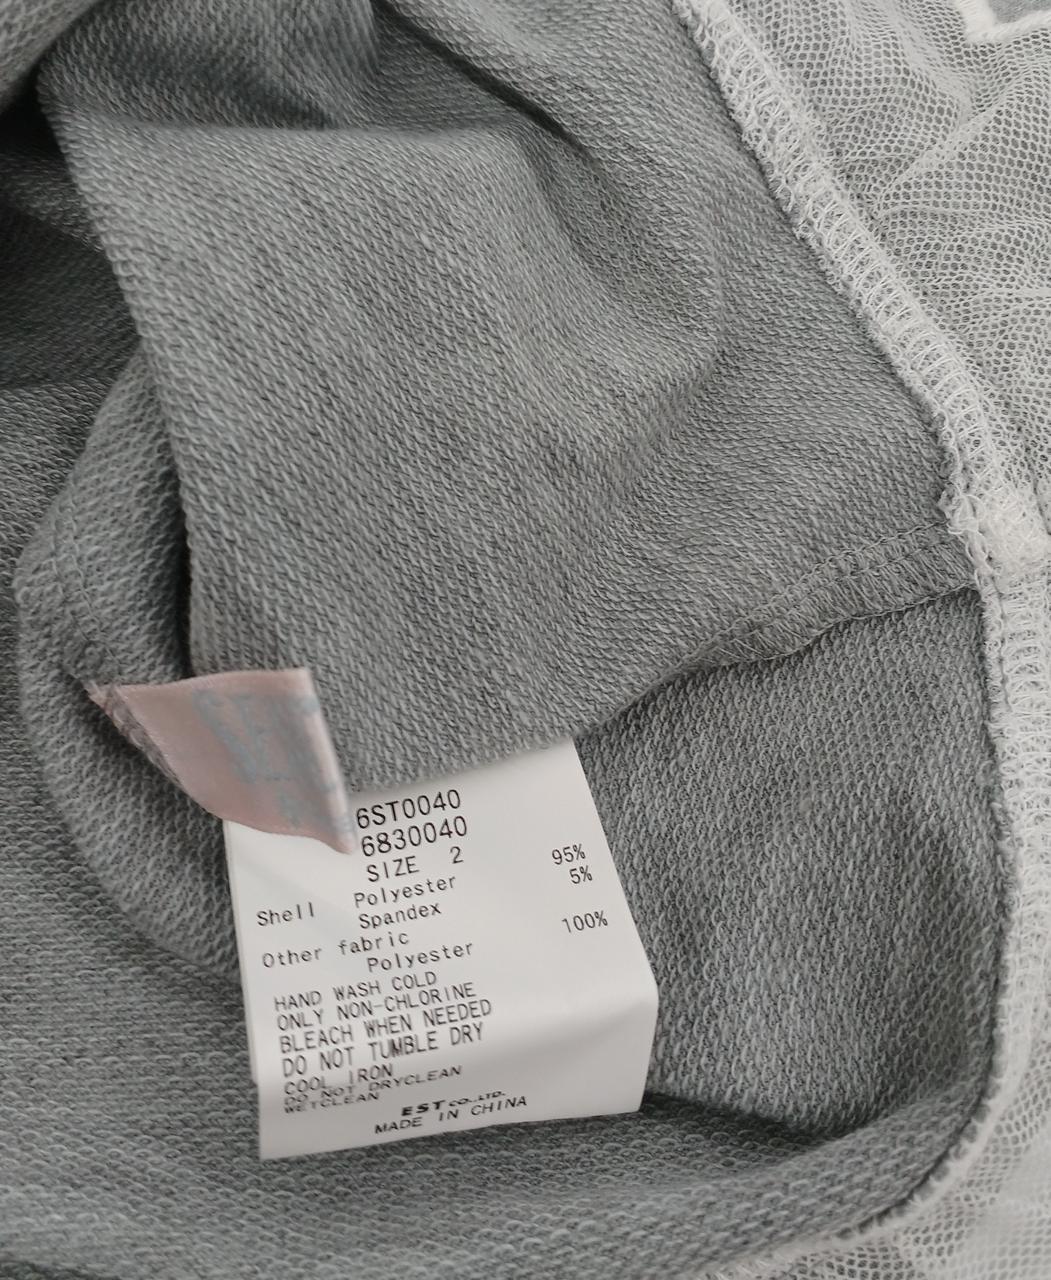 6ST0040
6830040
SIZE 2
Shell Polyester 95%
Spandex 5%
Other fabric
Polyester 100%
HAND WASH COLD
ONLY NON-CHLORINE
BLEACH WHEN NEEDED
DO NOT TUMBLE DRY
COOL IRON
DO NOT DRYCLEAN
WETCLEAN
EST CO.,LTD.
MADE IN CHINA